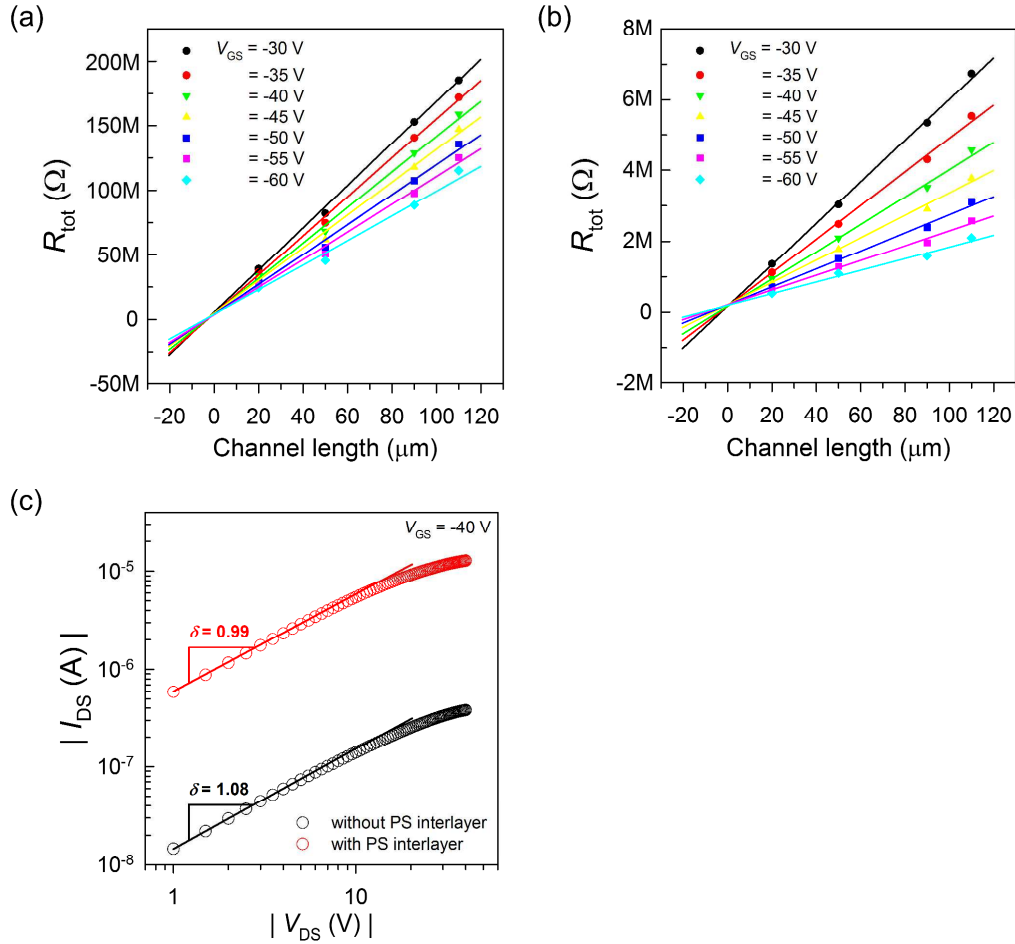 (a)
R_tot (Ω)
200M
150M
100M
50M
0
-50M
V_GS = -30 V
= -35 V
= -40 V
= -45 V
= -50 V
= -55 V
= -60 V
-20 0 20 40 60 80 100 120
Channel length (μm)
(b)
R_tot (Ω)
8M
6M
4M
2M
0
-2M
V_GS = -30 V
= -35 V
= -40 V
= -45 V
= -50 V
= -55 V
= -60 V
-20 0 20 40 60 80 100 120
Channel length (μm)
(c)
| I_DS (A) |
10^-5
10^-6
10^-7
10^-8
V_GS = -40 V
δ = 0.99
δ = 1.08
without PS interlayer
with PS interlayer
1 10
| V_DS (V) |